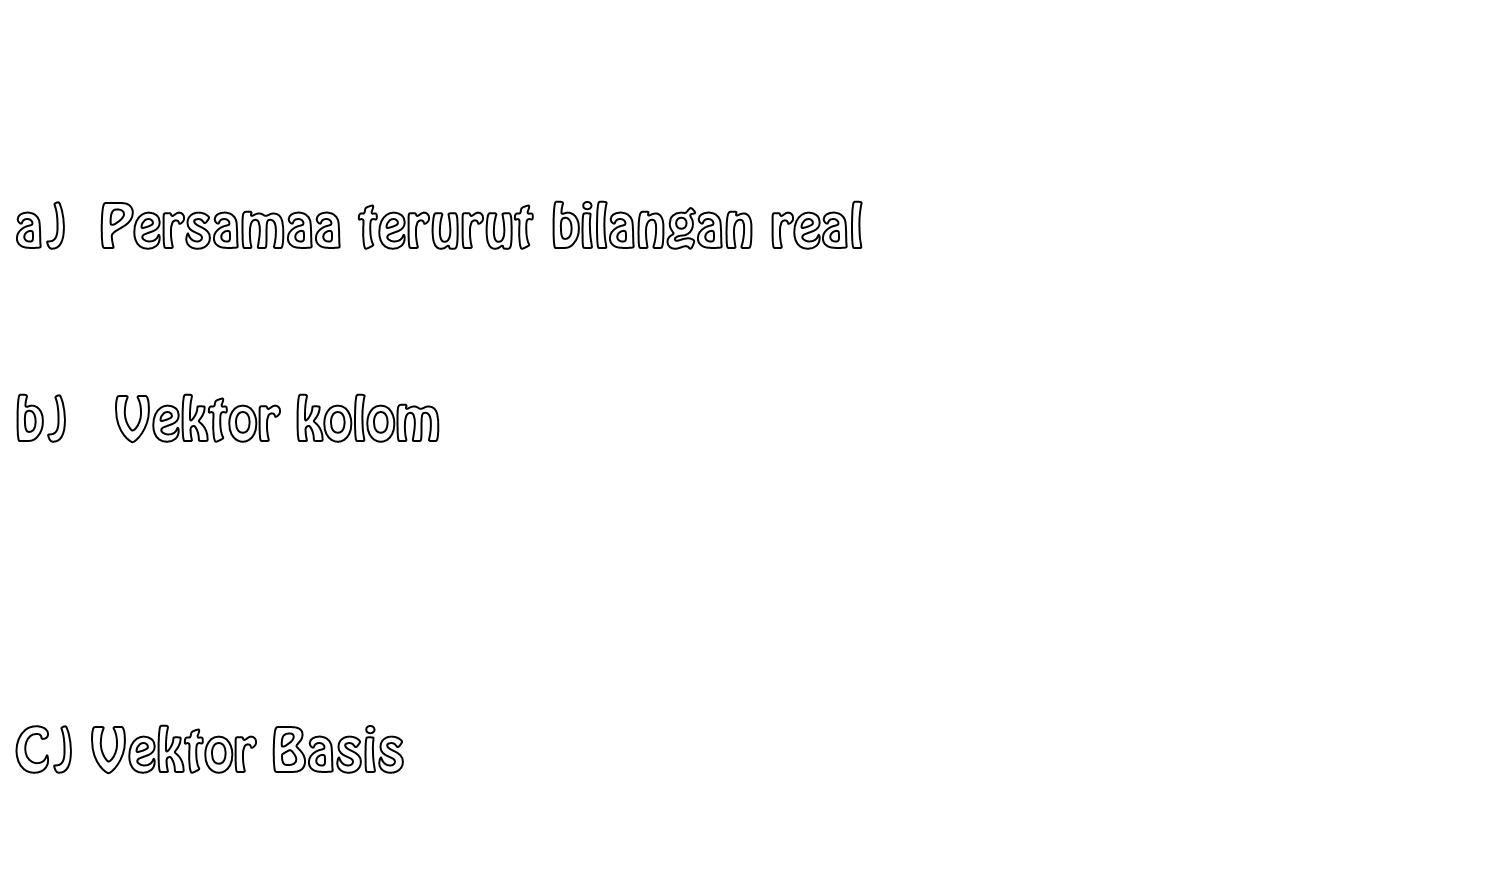 a) Persamaa terurut bilangan real
b) Vektor kolom
C) Vektor Basis